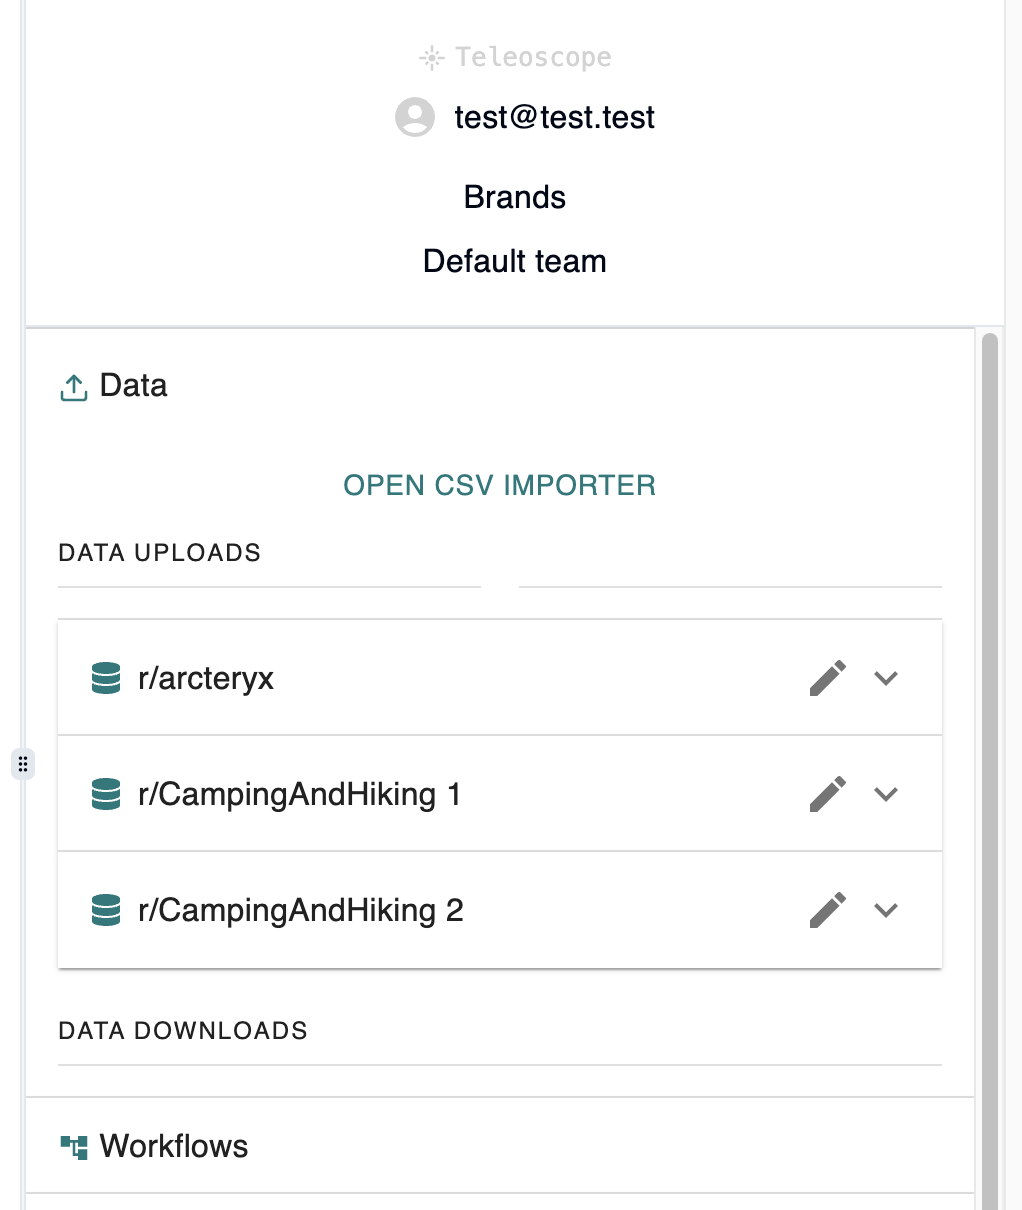 Teleoscope
test@test.test
Brands
Default team
Data
OPEN CSV IMPORTER
DATA UPLOADS
r/arcteryx
r/CampingAndHiking 1
r/CampingAndHiking 2
DATA DOWNLOADS
Workflows